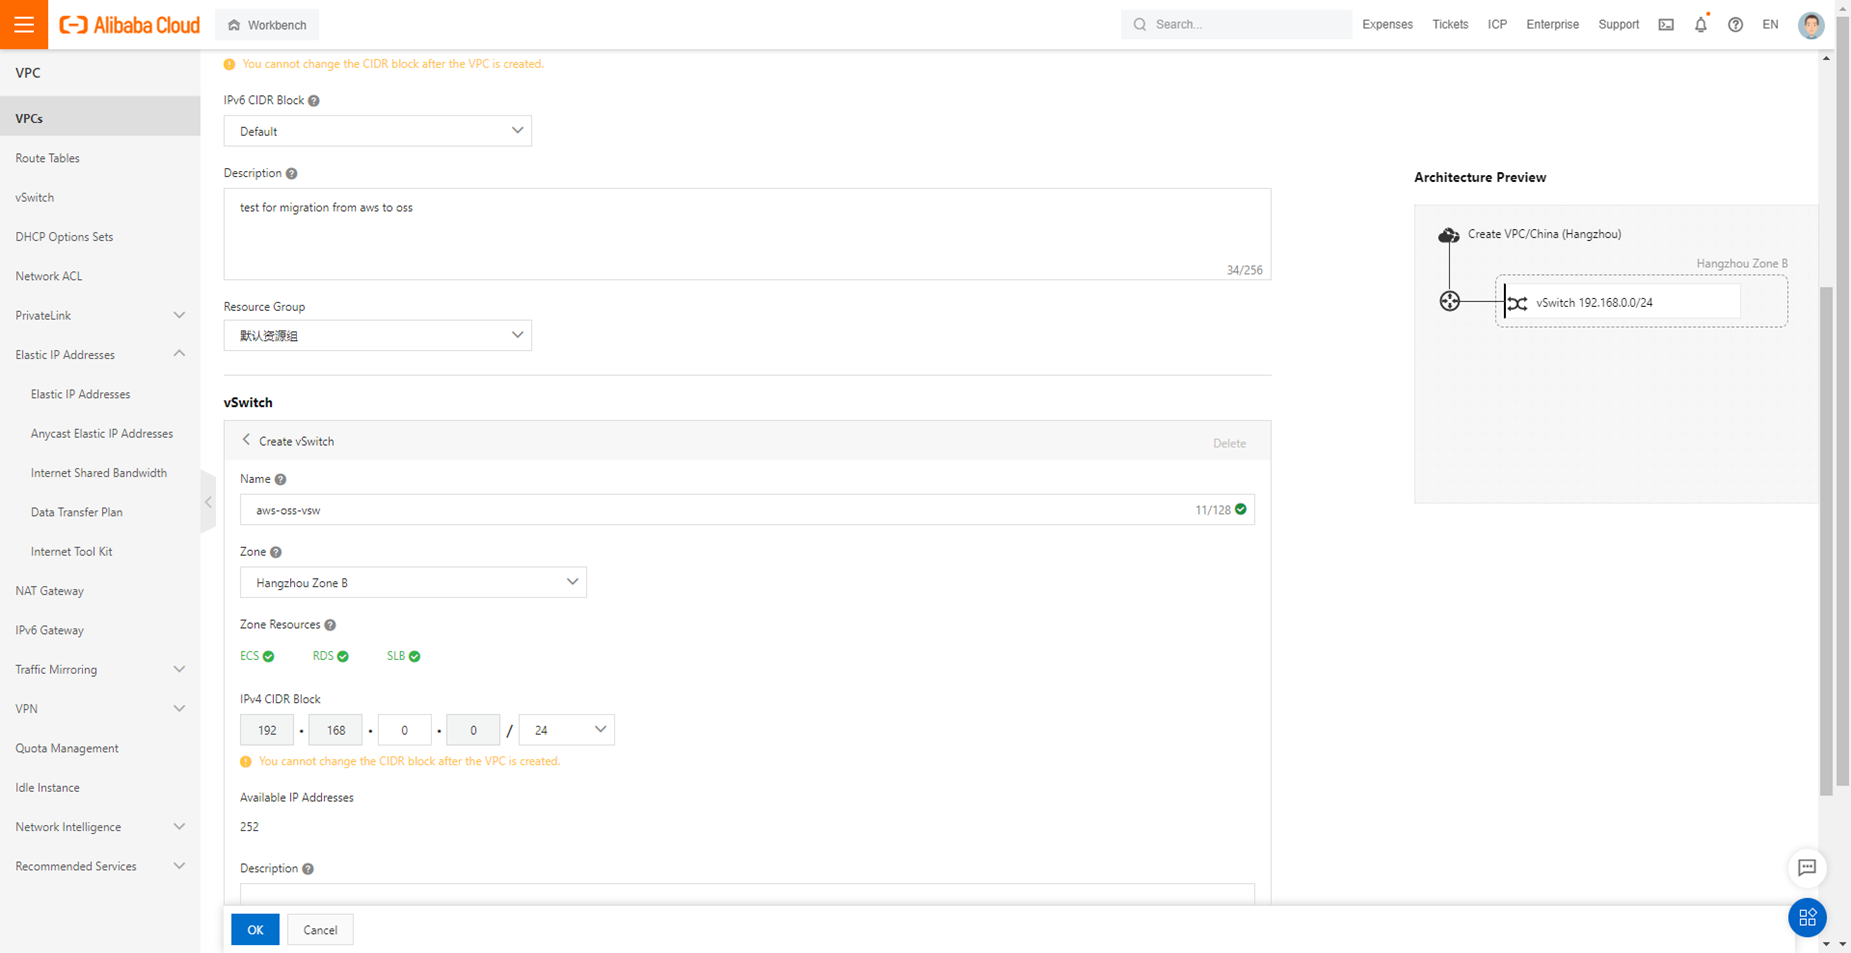 Alibaba Cloud
Workbench
Search...
Expenses
Tickets
ICP
Enterprise
Support
EN
VPC
VPCs
Route Tables
vSwitch
DHCP Options Sets
Network ACL
PrivateLink
Elastic IP Addresses
Elastic IP Addresses
Anycast Elastic IP Addresses
Internet Shared Bandwidth
Data Transfer Plan
Internet Tool Kit
NAT Gateway
IPv6 Gateway
Traffic Mirroring
VPN
Quota Management
Idle Instance
Network Intelligence
Recommended Services
You cannot change the CIDR block after the VPC is created.
IPv6 CIDR Block
Default
Description
test for migration from aws to oss
34/256
Resource Group
默认资源组
vSwitch
Create vSwitch
Delete
Name
aws-oss-vsw
11/128
Zone
Hangzhou Zone B
Zone Resources
ECS RDS SLB
IPv4 CIDR Block
192 • 168 • 0 • 0 / 24
You cannot change the CIDR block after the VPC is created.
Available IP Addresses
252
Description
OK
Cancel
Architecture Preview
Create VPC/China (Hangzhou)
Hangzhou Zone B
vSwitch 192.168.0.0/24